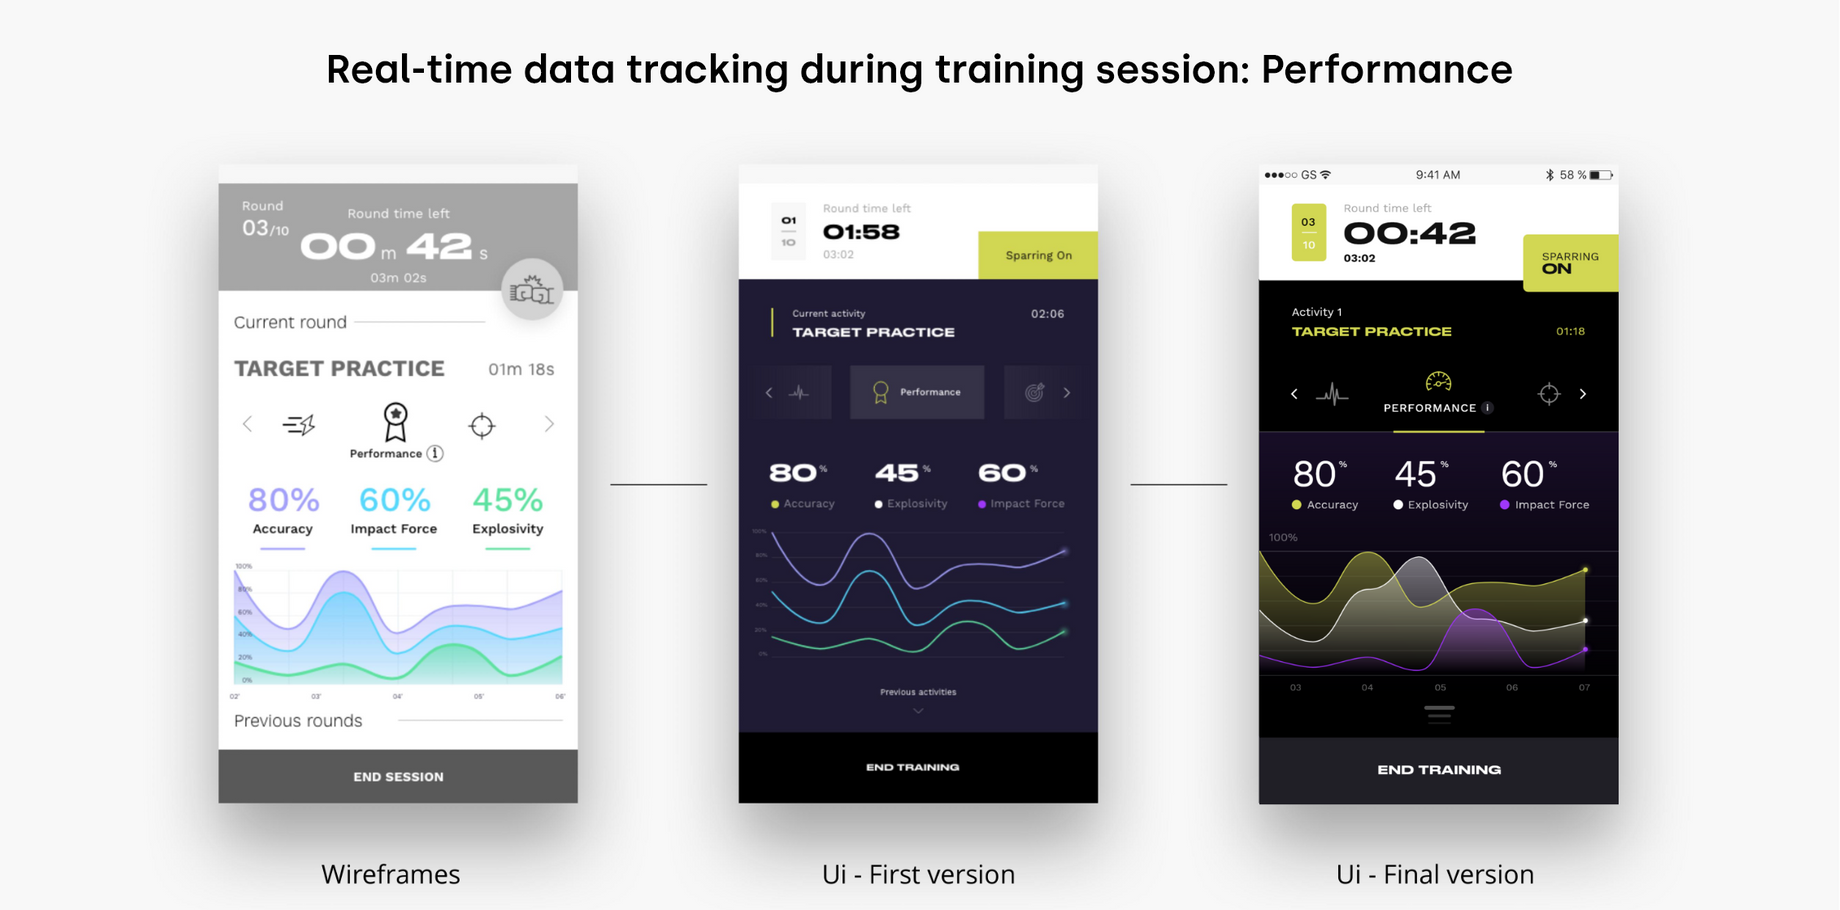 Real-time data tracking during training session: Performance
Round
03/10
Round time left
00 m 42 s
03m 02s
Current round
TARGET PRACTICE 01m 18s
Performance i
80% 60% 45%
Accuracy Impact Force Explosivity
100%
80%
60%
40%
20%
0%
02' 03' 04' 05' 06'
Previous rounds
END SESSION
Wireframes
01
10
Round time left
01:58
03:02
Sparring On
Current activity
TARGET PRACTICE
02:06
Performance
80% 45% 60%
Accuracy Explosivity Impact Force
100%
80%
60%
40%
20%
0%
Previous activities
END TRAINING
Ui - First version
GS 9:41 AM 58 %
03
10
Round time left
00:42
03:02
SPARRING
ON
Activity 1
TARGET PRACTICE 01:18
PERFORMANCE i
80% 45% 60%
Accuracy Explosivity Impact Force
100%
03 04 05 06 07
END TRAINING
Ui - Final version